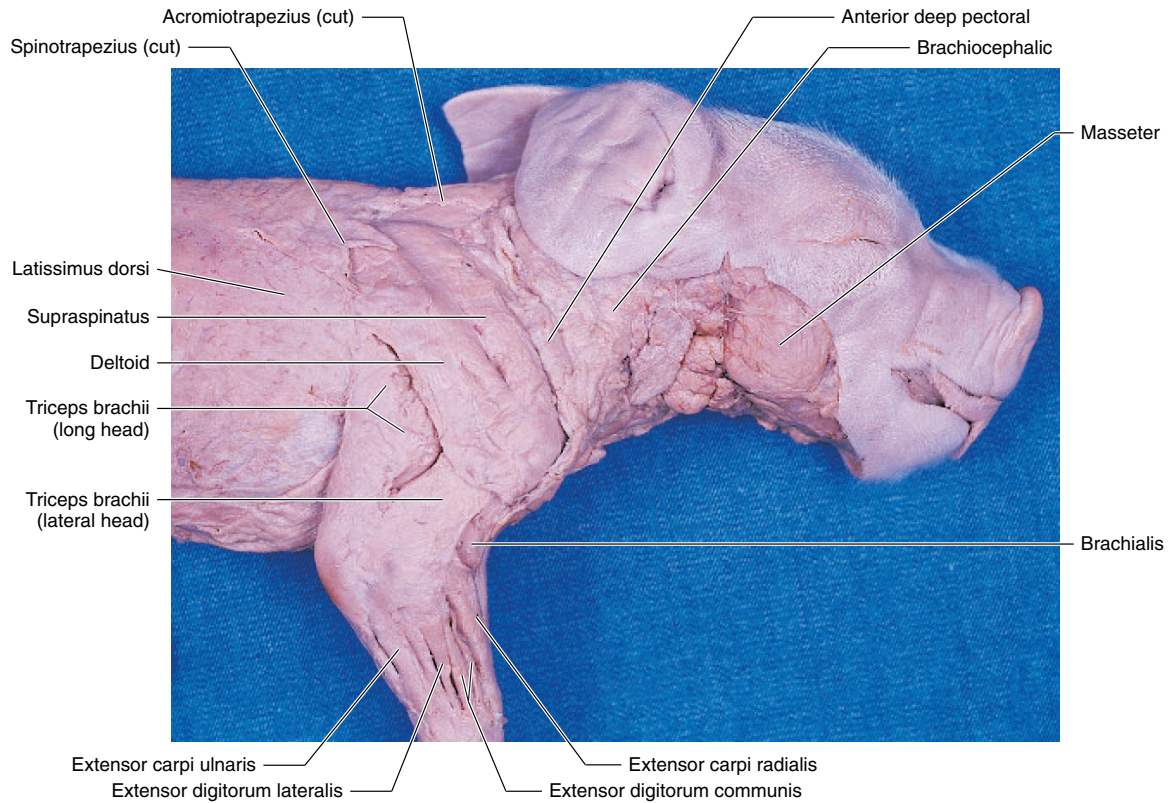 Acromiotrapezius (cut)
Anterior deep pectoral
Spinotrapezius (cut)
Brachiocephalic
Masseter
Latissimus dorsi
Supraspinatus
Deltoid
Triceps brachii
(long head)
Triceps brachii
(lateral head)
Brachialis
Extensor carpi ulnaris
Extensor carpi radialis
Extensor digitorum lateralis
Extensor digitorum communis